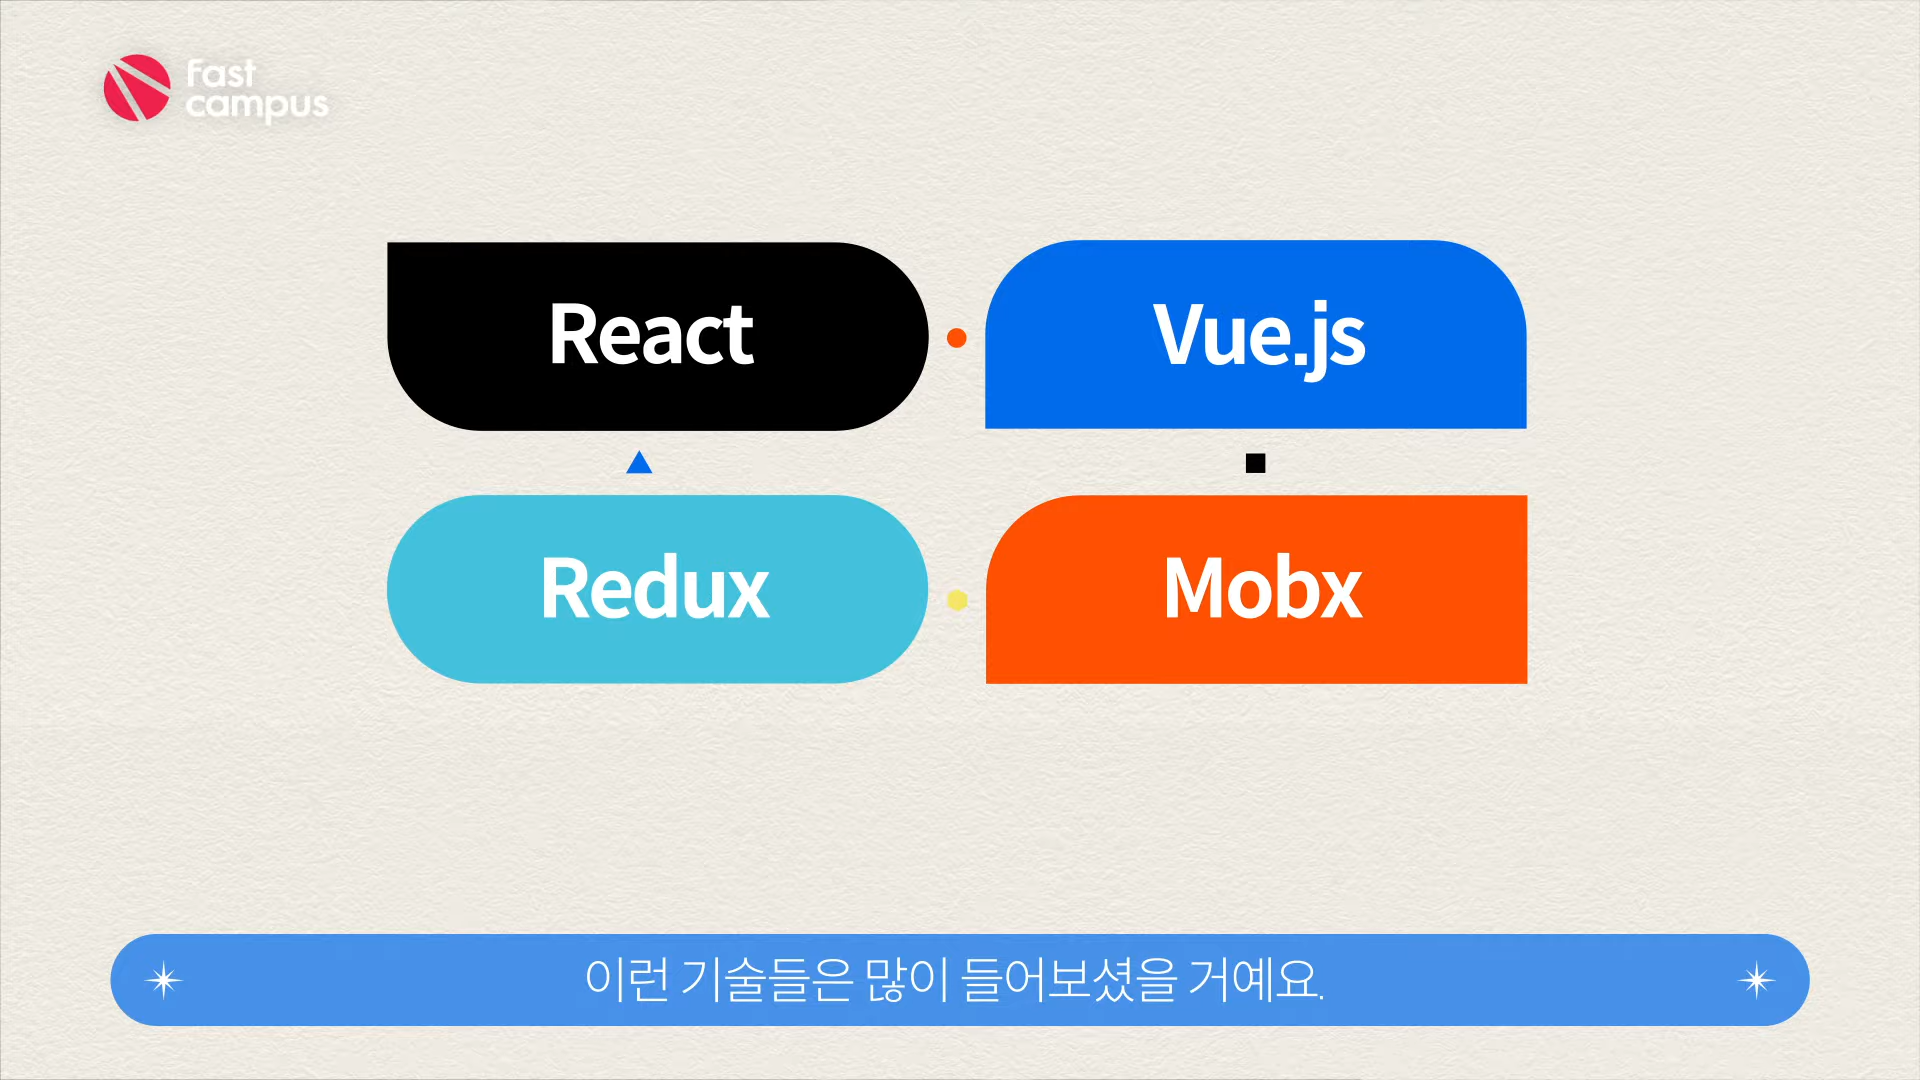 fast
campus
React
Vue.js
Redux
Mobx
이런 기술들은 많이 들어보셨을 거예요.